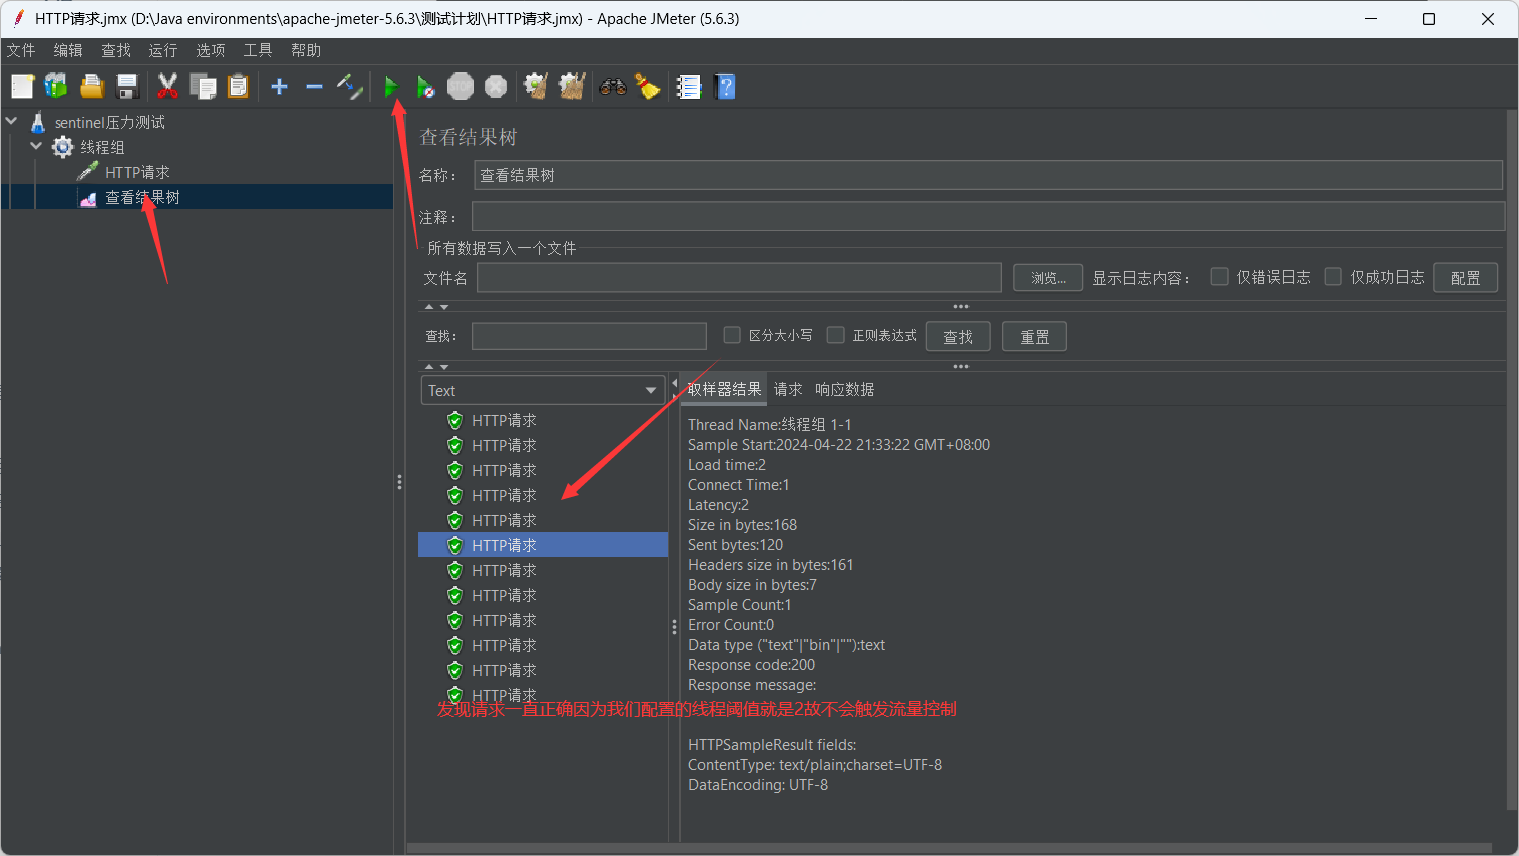 HTTP请求.jmx (D:\Java environments\apache-jmeter-5.6.3\测试计划\HTTP请求.jmx) - Apache JMeter (5.6.3)
文件 编辑 查找 运行 选项 工具 帮助
STOP
sentinel压力测试
线程组
HTTP请求
查看结果树
查看结果树
名称： 查看结果树
注释：
所有数据写入一个文件
文件名 浏览... 显示日志内容： 仅错误日志 仅成功日志 配置
查找: 区分大小写 正则表达式 查找 重置
Text
HTTP请求
HTTP请求
HTTP请求
HTTP请求
HTTP请求
HTTP请求
HTTP请求
HTTP请求
HTTP请求
HTTP请求
HTTP请求
HTTP请求
发现请求一直正确因为我们配置的线程阈值就是2故不会触发流量控制
取样器结果 请求 响应数据
Thread Name:线程组 1-1
Sample Start:2024-04-22 21:33:22 GMT+08:00
Load time:2
Connect Time:1
Latency:2
Size in bytes:168
Sent bytes:120
Headers size in bytes:161
Body size in bytes:7
Sample Count:1
Error Count:0
Data type ("text"|"bin"|""):text
Response code:200
Response message:
HTTPSampleResult fields:
ContentType: text/plain;charset=UTF-8
DataEncoding: UTF-8